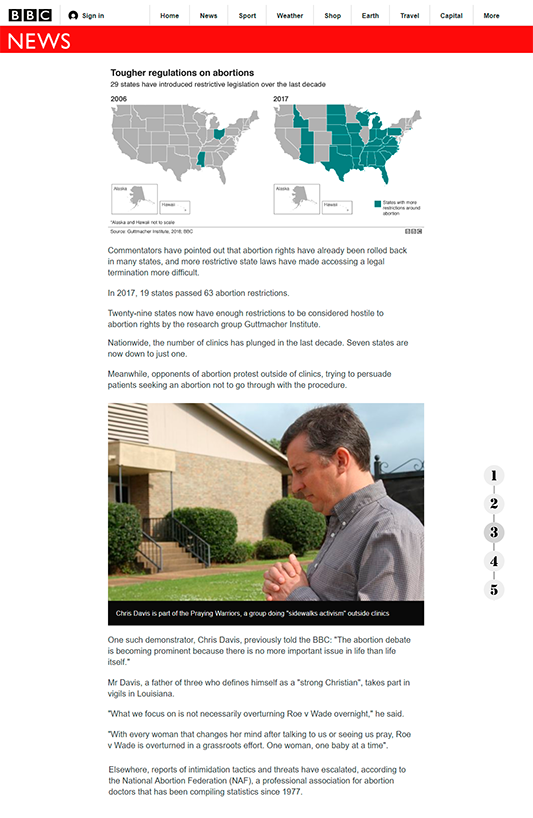 BBC Sign in Home News Sport Weather Shop Earth Travel Capital More
NEWS
Tougher regulations on abortions
29 states have introduced restrictive legislation over the last decade
2006
2017
Alaska
Hawaii
Alaska
Hawaii
States with more
restrictions around
abortion
*Alaska and Hawaii not to scale
Source: Guttmacher Institute, 2018, BBC
BBC
Commentators have pointed out that abortion rights have already been rolled back
in many states, and more restrictive state laws have made accessing a legal
termination more difficult.
In 2017, 19 states passed 63 abortion restrictions.
Twenty-nine states now have enough restrictions to be considered hostile to
abortion rights by the research group Guttmacher Institute.
Nationwide, the number of clinics has plunged in the last decade. Seven states are
now down to just one.
Meanwhile, opponents of abortion protest outside of clinics, trying to persuade
patients seeking an abortion not to go through with the procedure.
Chris Davis is part of the Praying Warriors, a group doing "sidewalks activism" outside clinics
1
2
3
4
5
One such demonstrator, Chris Davis, previously told the BBC: "The abortion debate
is becoming prominent because there is no more important issue in life than life
itself."
Mr Davis, a father of three who defines himself as a "strong Christian", takes part in
vigils in Louisiana.
"What we focus on is not necessarily overturning Roe v Wade overnight," he said.
"With every woman that changes her mind after talking to us or seeing us pray, Roe
v Wade is overturned in a grassroots effort. One woman, one baby at a time".
Elsewhere, reports of intimidation tactics and threats have escalated, according to
the National Abortion Federation (NAF), a professional association for abortion
doctors that has been compiling statistics since 1977.